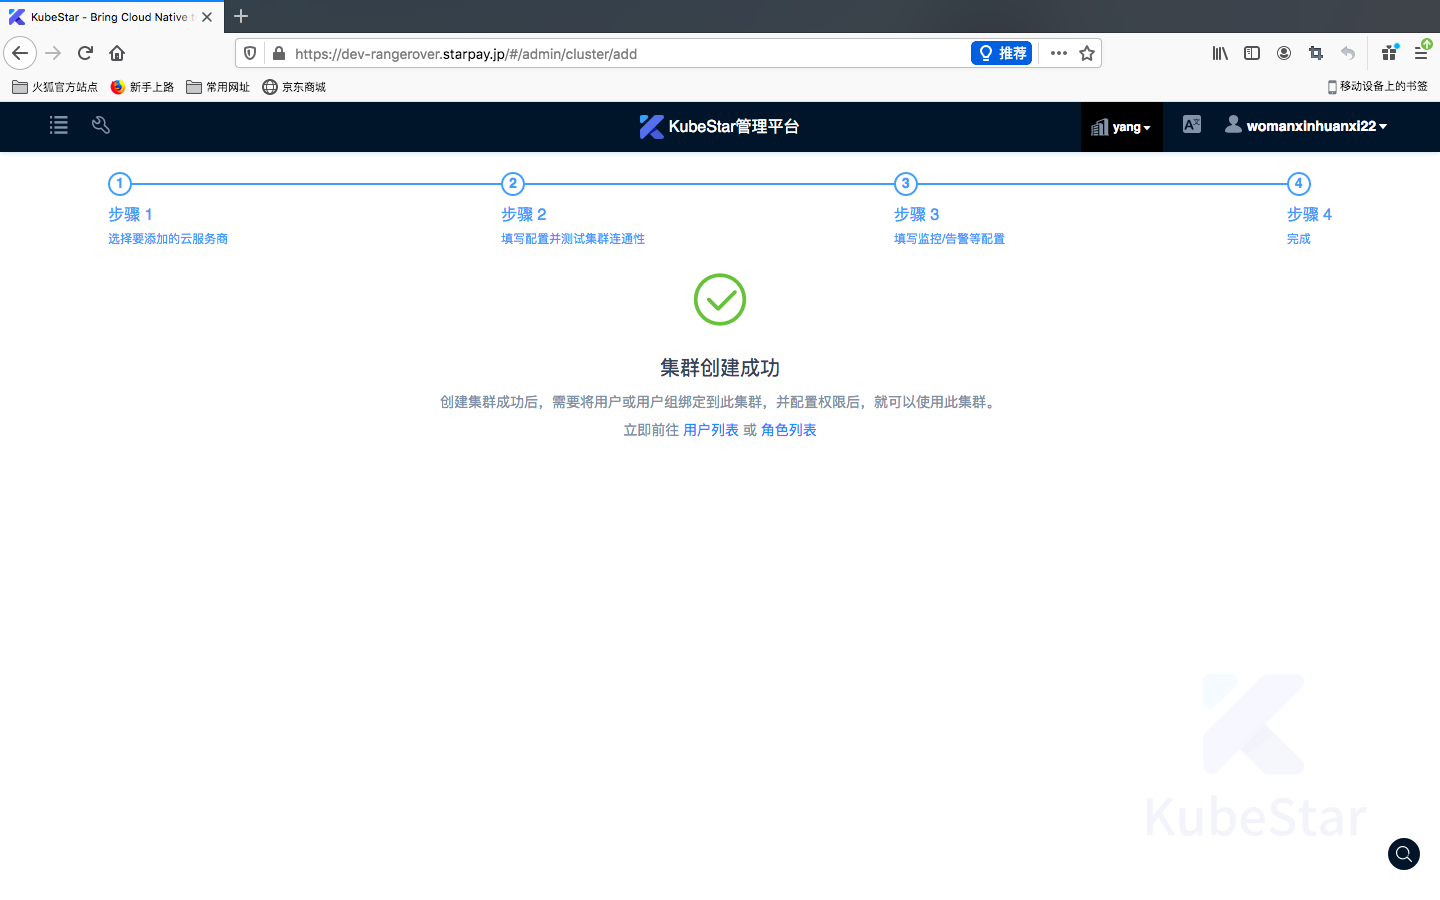 KubeStar - Bring Cloud Native
https://dev-rangerover.starpay.jp/#/admin/cluster/add
推荐
火狐官方站点
新手上路
常用网址
京东商城
移动设备上的书签
KubeStar管理平台
yang
womanxinhuanxi22
1
2
3
4
步骤 1
步骤 2
步骤 3
步骤 4
选择要添加的云服务商
填写配置并测试集群连通性
填写监控/告警等配置
完成
集群创建成功
创建集群成功后，需要将用户或用户组绑定到此集群，并配置权限后，就可以使用此集群。
立即前往 用户列表 或 角色列表
KubeStar